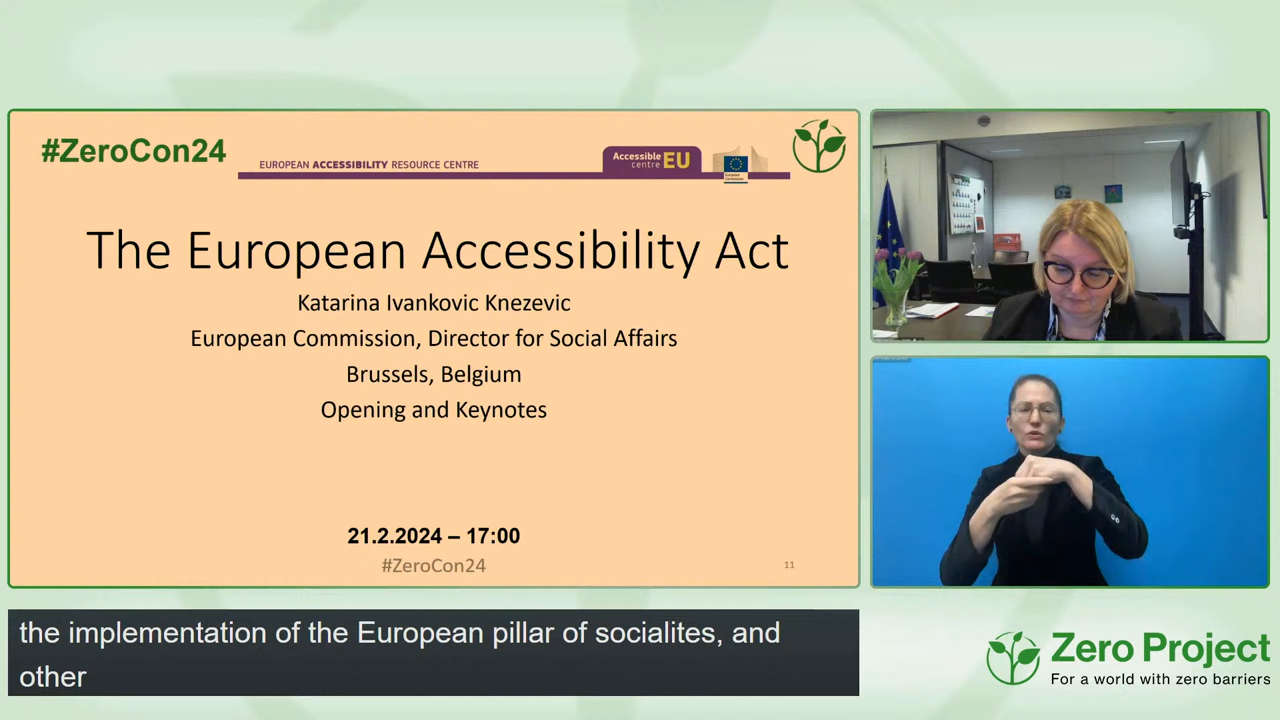 #ZeroCon24
EUROPEAN ACCESSIBILITY RESOURCE CENTRE
Accessible
centre EU
European
Commission
The European Accessibility Act
Katarina Ivankovic Knezevic
European Commission, Director for Social Affairs
Brussels, Belgium
Opening and Keynotes
21.2.2024 – 17:00
#ZeroCon24
11
the implementation of the European pillar of socialites, and
other
Zero Project
For a world with zero barriers